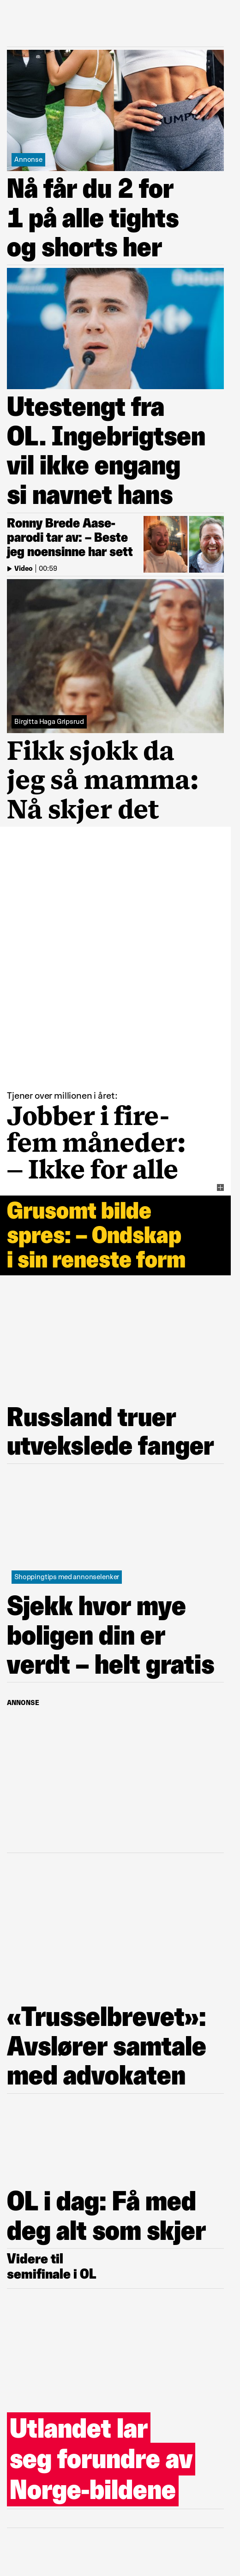 Annonse
Nå får du 2 for
1 på alle tights
og shorts her
Utestengt fra
OL. Ingebrigtsen
vil ikke engang
si navnet hans
Ronny Brede Aase-
parodi tar av: – Beste
jeg noensinne har sett
Video | 00:59
Birgitta Haga Gripsrud
Fikk sjokk da
jeg så mamma:
Nå skjer det
Tjener over millionen i året:
Jobber i fire-
fem måneder:
– Ikke for alle
Grusomt bilde
spres: – Ondskap
i sin reneste form
Russland truer
utvekslede fanger
Shoppingtips med annonselenker
Sjekk hvor mye
boligen din er
verdt – helt gratis
ANNONSE
«Trusselbrevet»:
Avslører samtale
med advokaten
OL i dag: Få med
deg alt som skjer
Videre til
semifinale i OL
Utlandet lar
seg forundre av
Norge-bildene